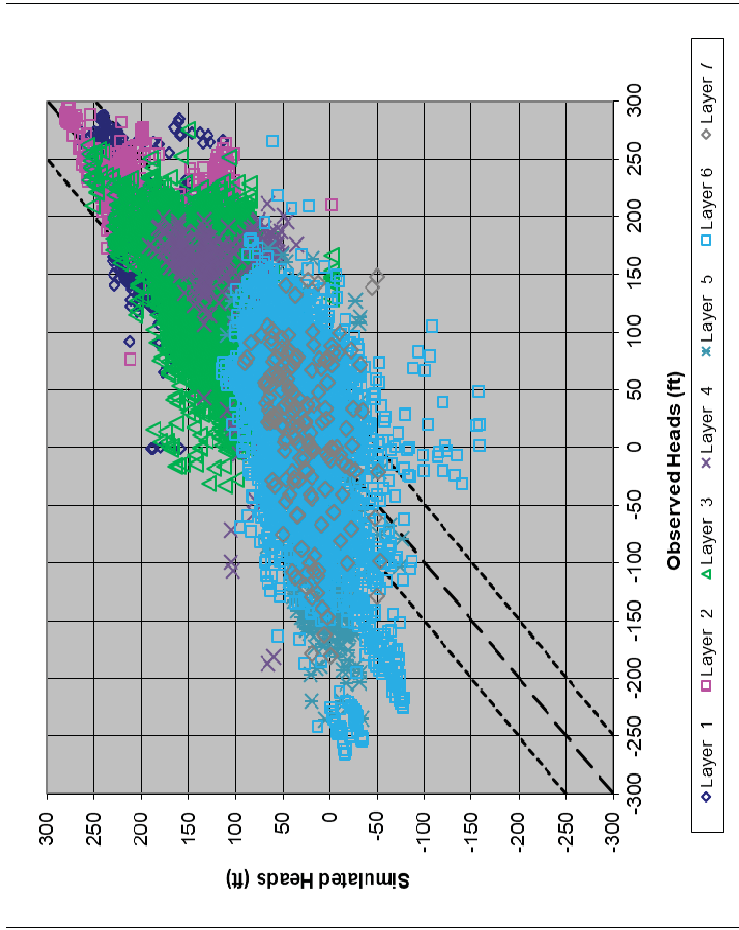 300
250
200
150
100
50
0
-50
-100
-150
-200
-250
-300
Simulated Heads (ft)
-300
-250
-200
-150
-100
-50
0
50
100
150
200
250
300
Observed Heads (ft)
Layer 1
Layer 2
Layer 3
Layer 4
Layer 5
Layer 6
Layer 7